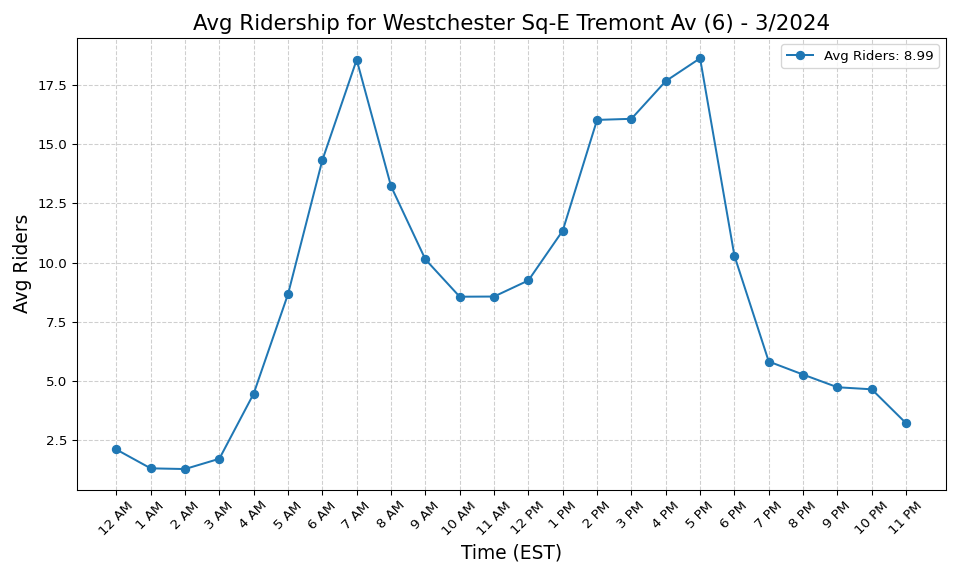 Avg Ridership for Westchester Sq-E Tremont Av (6) - 3/2024
Avg Riders: 8.99
Avg Riders
17.5
15.0
12.5
10.0
7.5
5.0
2.5
12 AM
1 AM
2 AM
3 AM
4 AM
5 AM
6 AM
7 AM
8 AM
9 AM
10 AM
11 AM
12 PM
1 PM
2 PM
3 PM
4 PM
5 PM
6 PM
7 PM
8 PM
9 PM
10 PM
11 PM
Time (EST)